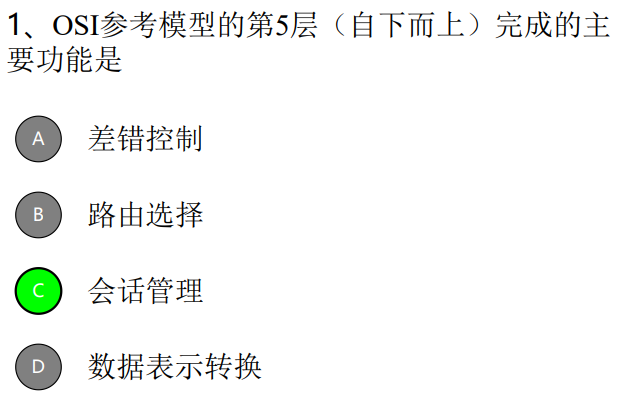 1、OSI参考模型的第5层（自下而上）完成的主
要功能是
A 差错控制
B 路由选择
C 会话管理
D 数据表示转换